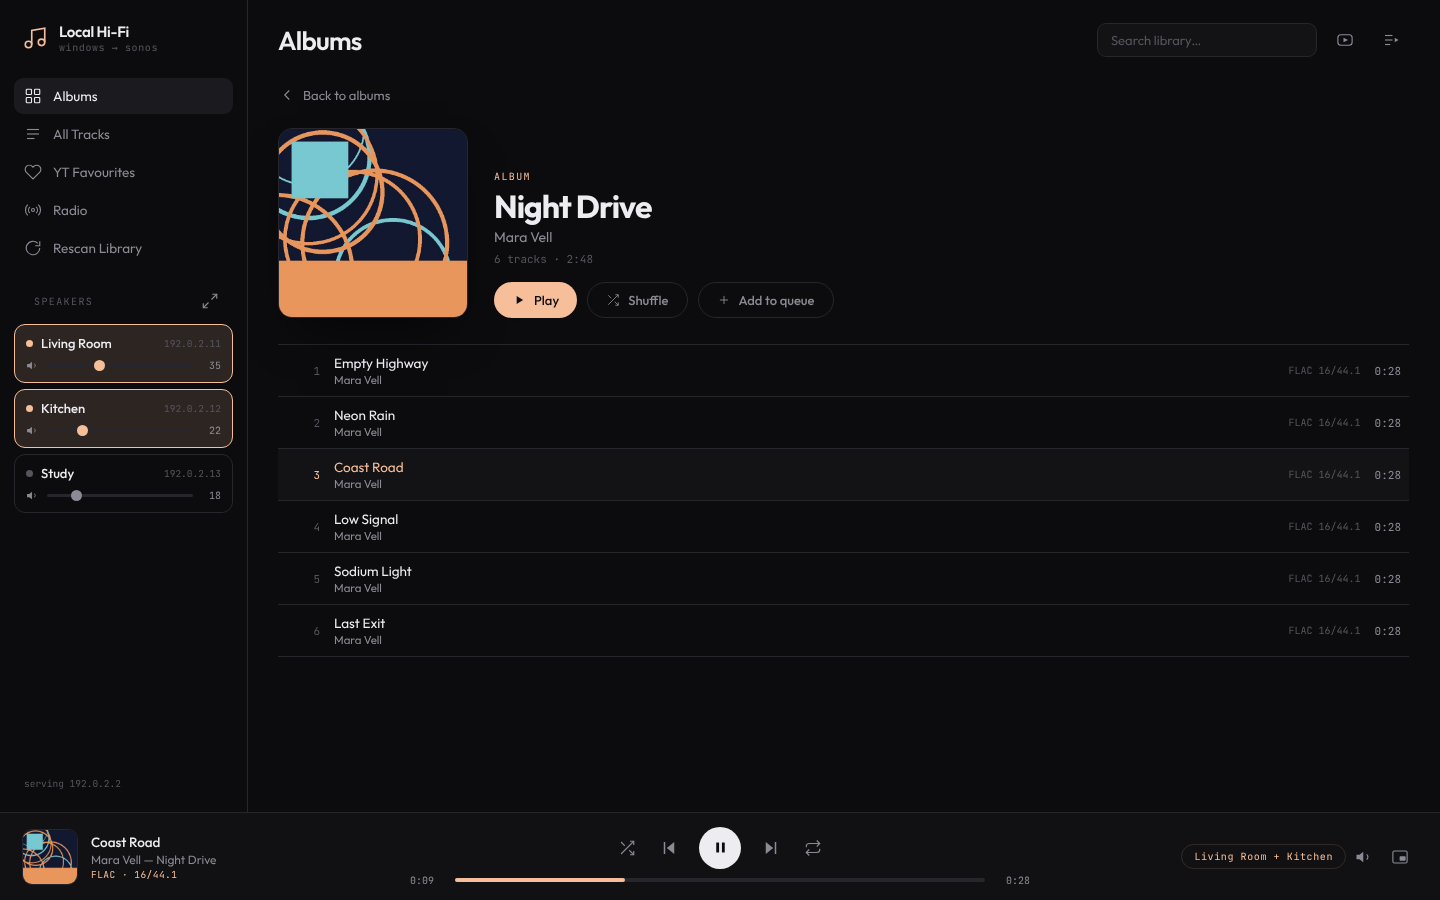 Local Hi-Fi
windows → sonos
Albums
All Tracks
YT Favourites
Radio
Rescan Library
SPEAKERS
Living Room 192.0.2.11
35
Kitchen 192.0.2.12
22
Study 192.0.2.13
18
serving 192.0.2.2
Albums
Search library…
Back to albums
ALBUM
Night Drive
Mara Vell
6 tracks · 2:48
Play Shuffle Add to queue
1 Empty Highway FLAC 16/44.1 0:28
Mara Vell
2 Neon Rain FLAC 16/44.1 0:28
Mara Vell
3 Coast Road FLAC 16/44.1 0:28
Mara Vell
4 Low Signal FLAC 16/44.1 0:28
Mara Vell
5 Sodium Light FLAC 16/44.1 0:28
Mara Vell
6 Last Exit FLAC 16/44.1 0:28
Mara Vell
Coast Road
Mara Vell — Night Drive
FLAC · 16/44.1
0:09 0:28
Living Room + Kitchen